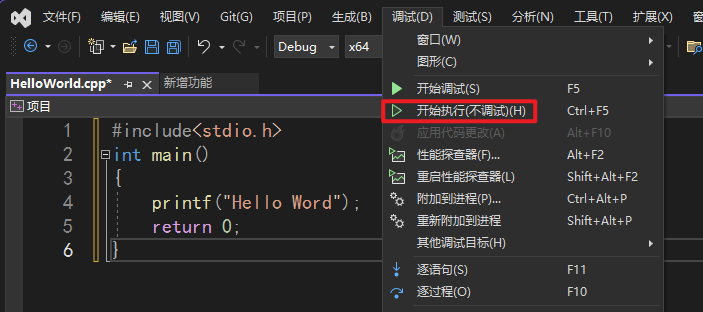 文件(F) 编辑(E) 视图(V) Git(G) 项目(P) 生成(B) 调试(D) 测试(S) 分析(N) 工具(T) 扩展(X)
Debug x64
HelloWorld.cpp* 新增功能
项目
1 #include<stdio.h>
2 int main()
3 {
4 printf("Hello Word");
5 return 0;
6 }
窗口(W)
图形(C)
开始调试(S) F5
开始执行(不调试)(H) Ctrl+F5
应用代码更改(A) Alt+F10
性能探查器(F)... Alt+F2
重启性能探查器(L) Shift+Alt+F2
附加到进程(P)... Ctrl+Alt+P
重新附加到进程 Shift+Alt+P
其他调试目标(H)
逐语句(S) F11
逐过程(O) F10